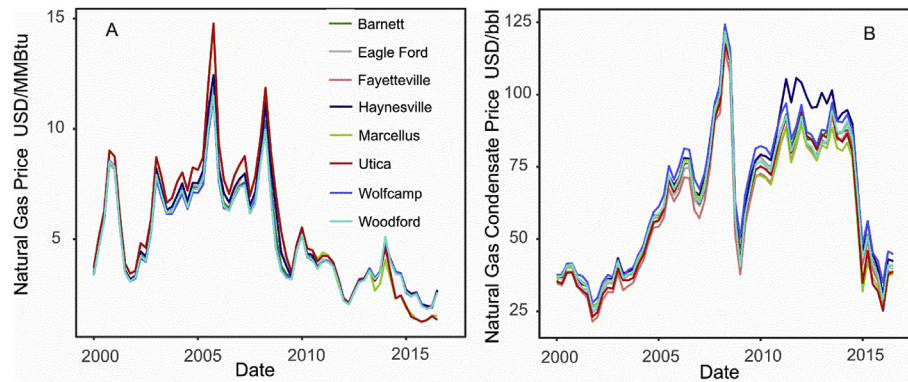 A
Natural Gas Price USD/MMBtu
15
10
5
2000 2005 2010 2015
Date
Barnett
Eagle Ford
Fayetteville
Haynesville
Marcellus
Utica
Wolfcamp
Woodford
B
Natural Gas Condensate Price USD/bbl
125
100
75
50
25
2000 2005 2010 2015
Date